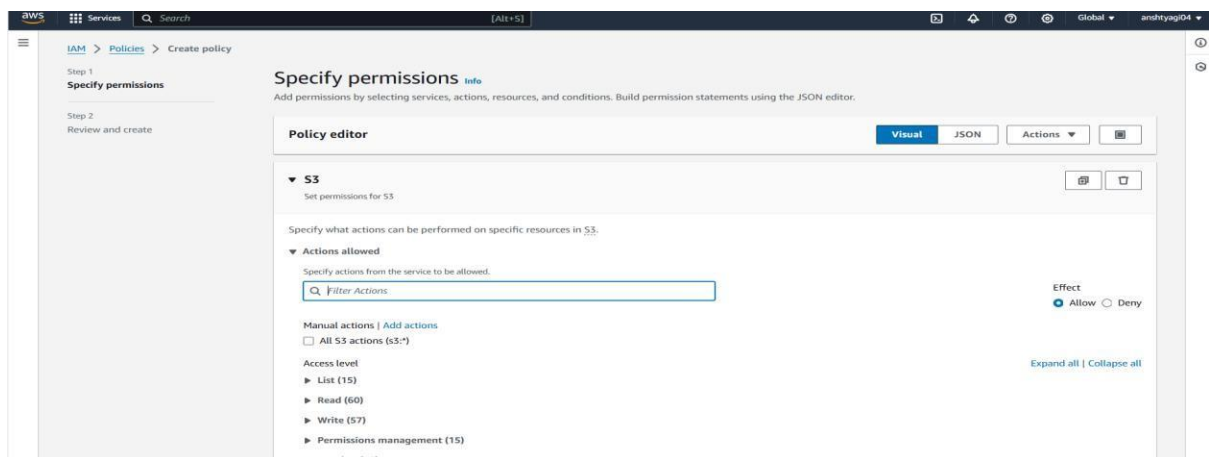 aws Services Search [Alt+S] Global anshtyagi04
IAM > Policies > Create policy
Step 1
Specify permissions
Step 2
Review and create
Specify permissions Info
Add permissions by selecting services, actions, resources, and conditions. Build permission statements using the JSON editor.
Policy editor Visual JSON Actions
S3
Set permissions for S3
Specify what actions can be performed on specific resources in S3.
Actions allowed
Specify actions from the service to be allowed.
Filter Actions
Effect
Allow Deny
Manual actions | Add actions
All S3 actions (s3:*)
Access level Expand all | Collapse all
List (15)
Read (60)
Write (57)
Permissions management (15)